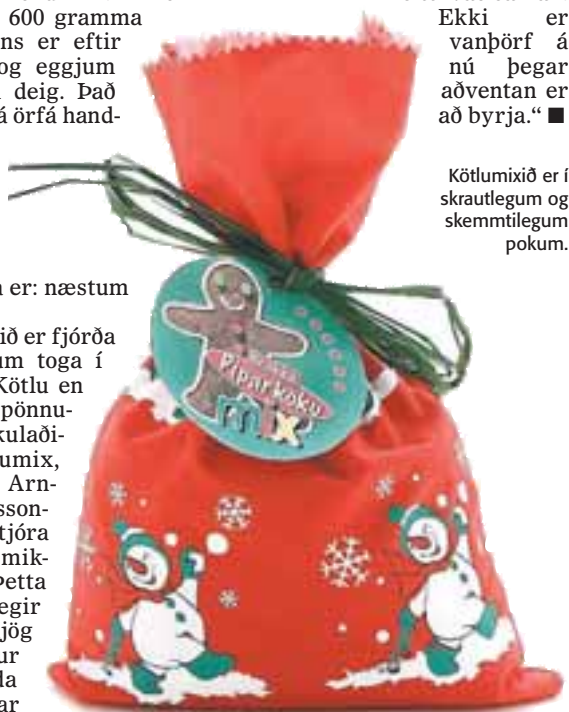 600 gramma
ns er eftir
og eggjum
deig. Það
á örfá hand-
er: næstum
ið er fjórða
um toga í
Kötlu en
pönnu-
kulaði-
umix,
Arn-
sson-
tjóra
mik-
Þetta
egir
jög
ur
da
ar
Piparköku
mix
Ekki er
vanþörf á
nú þegar
aðventan er
að byrja.“ ■
Kötlumixið er í
skrautlegum og
skemmtilegum
pokum.